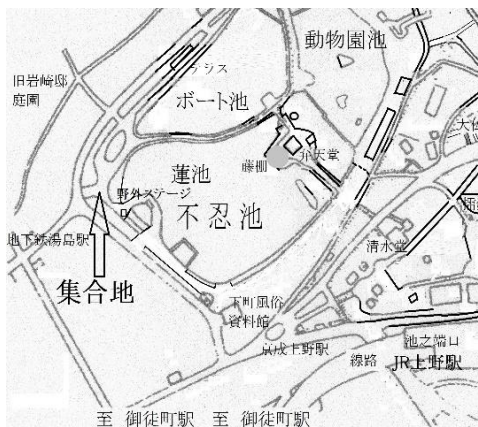 動物園池
旧岩崎邸
庭園
ボート池
大仏
藤棚
弁天堂
蓮池
野外ステージ
不忍池
地下鉄湯島駅
清水堂
集合地
下町風俗
資料館
京成上野駅
池之端口
線路
JR上野駅
至 御徒町駅 至 御徒町駅